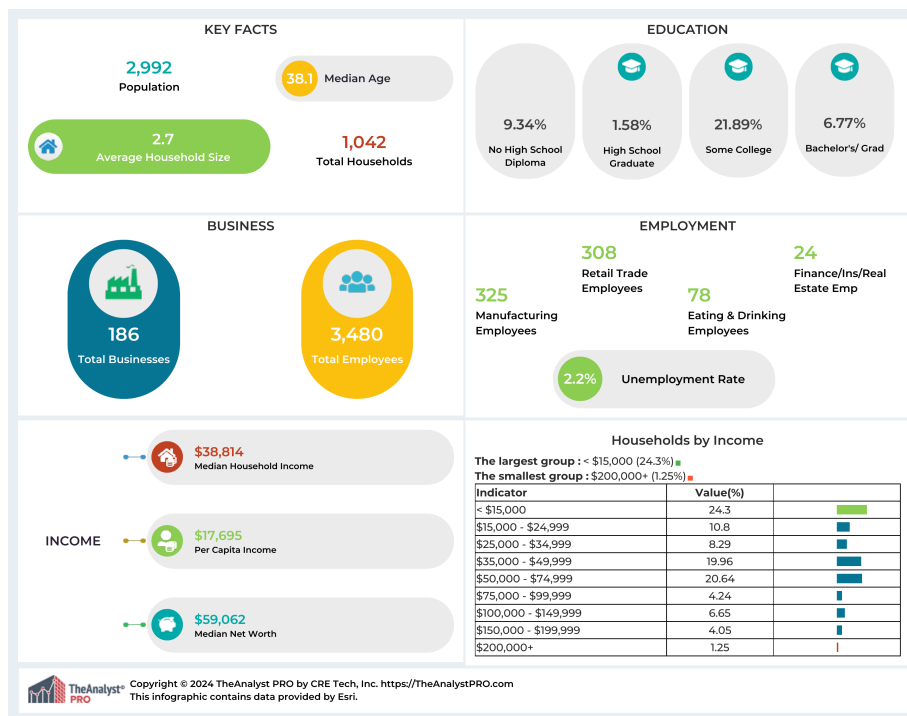 KEY FACTS
2,992
Population
38.1 Median Age
2.7
Average Household Size
1,042
Total Households
EDUCATION
9.34%
No High School
Diploma
1.58%
High School
Graduate
21.89%
Some College
6.77%
Bachelor's/ Grad
BUSINESS
186
Total Businesses
3,480
Total Employees
EMPLOYMENT
325
Manufacturing
Employees
308
Retail Trade
Employees
78
Eating & Drinking
Employees
24
Finance/Ins/Real
Estate Emp
2.2% Unemployment Rate
INCOME
$38,814
Median Household Income
$17,695
Per Capita Income
$59,062
Median Net Worth
Households by Income
The largest group : < $15,000 (24.3%)
The smallest group : $200,000+ (1.25%)
Indicator Value(%)
< $15,000 24.3
$15,000 - $24,999 10.8
$25,000 - $34,999 8.29
$35,000 - $49,999 19.96
$50,000 - $74,999 20.64
$75,000 - $99,999 4.24
$100,000 - $149,999 6.65
$150,000 - $199,999 4.05
$200,000+ 1.25
TheAnalyst®
PRO
Copyright © 2024 TheAnalyst PRO by CRE Tech, Inc. https://TheAnalystPRO.com
This infographic contains data provided by Esri.